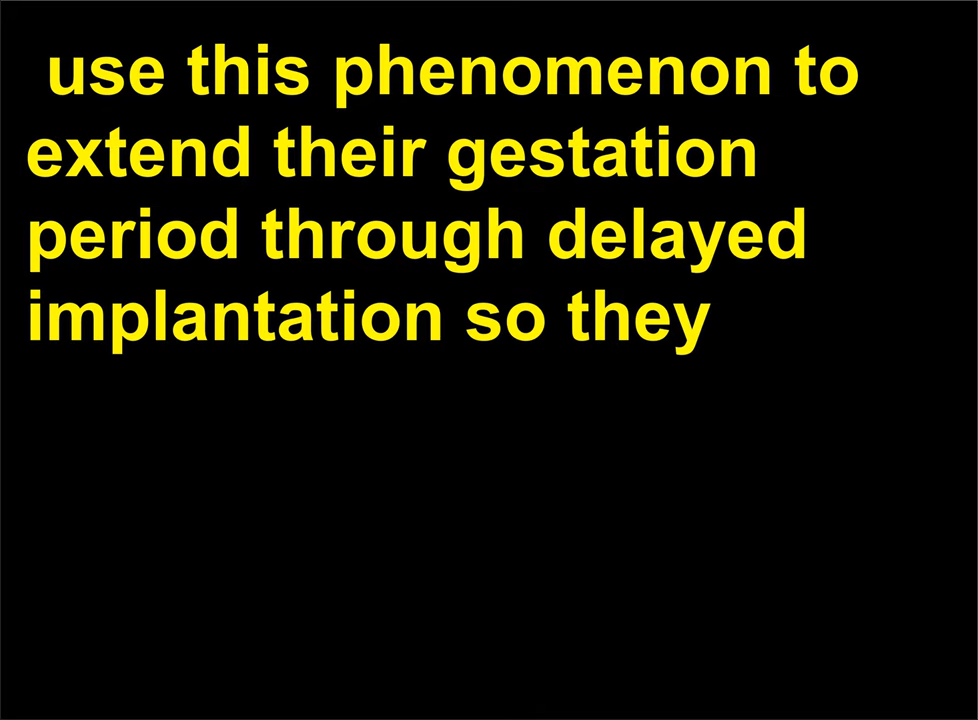 use this phenomenon to
extend their gestation
period through delayed
implantation so they